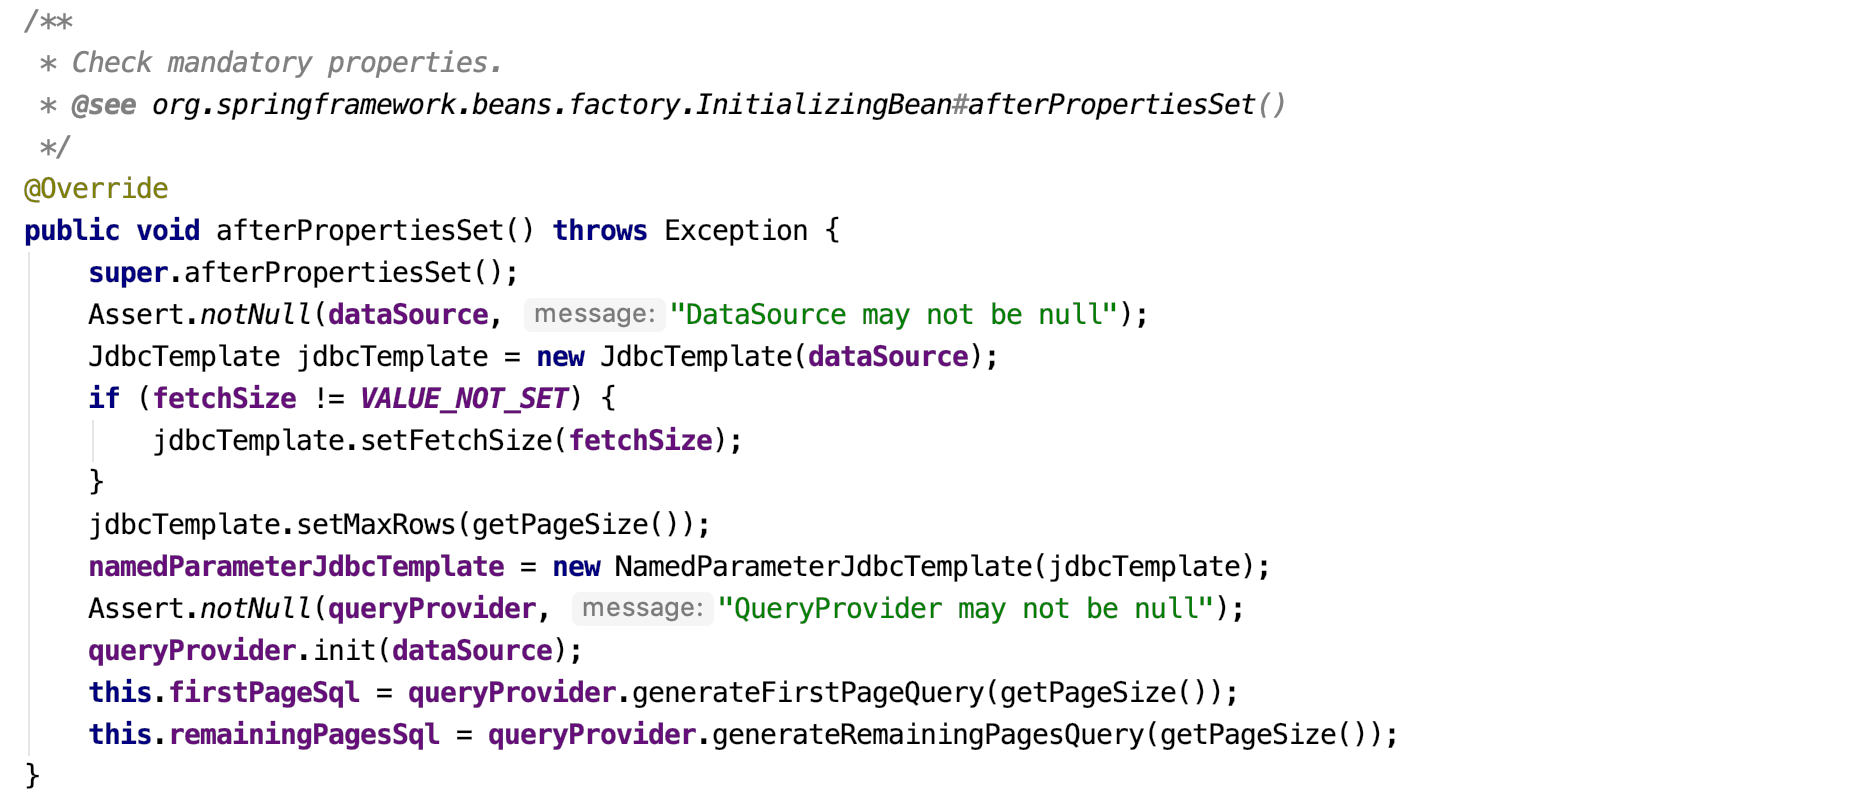 /**
 * Check mandatory properties.
 * @see org.springframework.beans.factory.InitializingBean#afterPropertiesSet()
 */
@Override
public void afterPropertiesSet() throws Exception {
    super.afterPropertiesSet();
    Assert.notNull(dataSource, message: "DataSource may not be null");
    JdbcTemplate jdbcTemplate = new JdbcTemplate(dataSource);
    if (fetchSize != VALUE_NOT_SET) {
        jdbcTemplate.setFetchSize(fetchSize);
    }
    jdbcTemplate.setMaxRows(getPageSize());
    namedParameterJdbcTemplate = new NamedParameterJdbcTemplate(jdbcTemplate);
    Assert.notNull(queryProvider, message: "QueryProvider may not be null");
    queryProvider.init(dataSource);
    this.firstPageSql = queryProvider.generateFirstPageQuery(getPageSize());
    this.remainingPagesSql = queryProvider.generateRemainingPagesQuery(getPageSize());
}